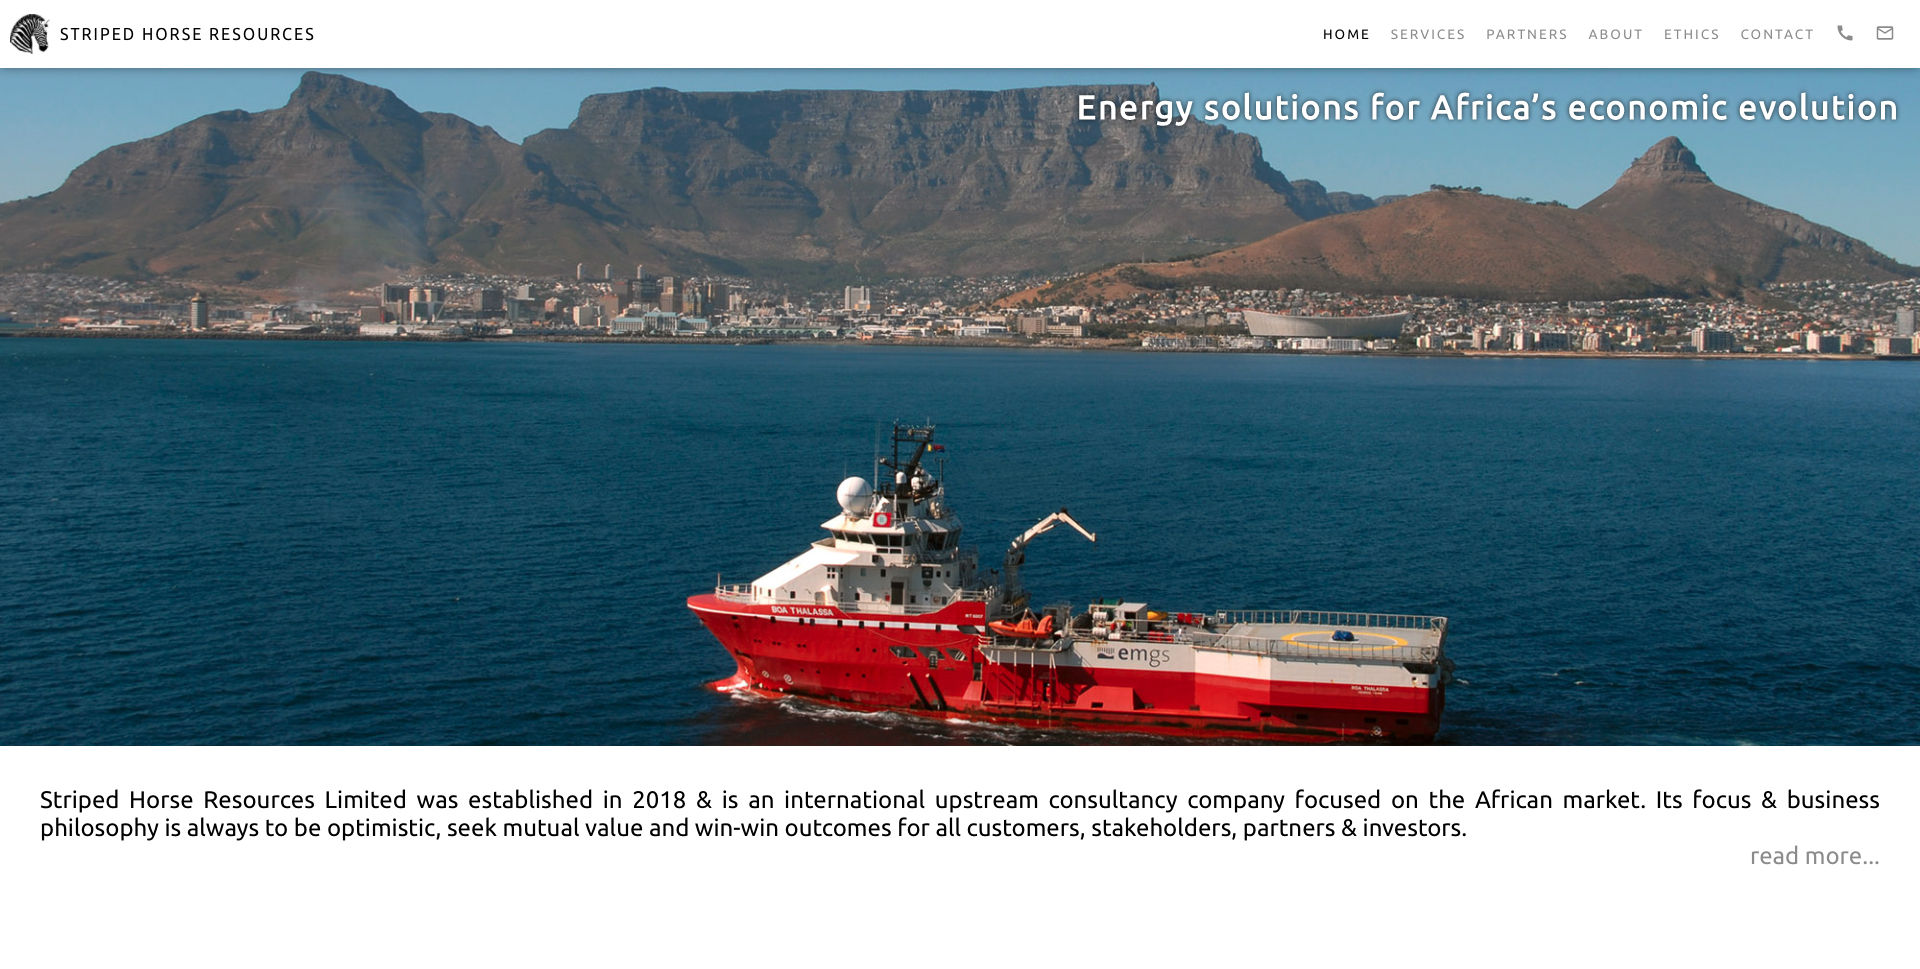 STRIPED HORSE RESOURCES
HOME SERVICES PARTNERS ABOUT ETHICS CONTACT
Energy solutions for Africa’s economic evolution
BOA THALASSA
emgs
BOA THALASSA
Striped Horse Resources Limited was established in 2018 & is an international upstream consultancy company focused on the African market. Its focus & business
philosophy is always to be optimistic, seek mutual value and win-win outcomes for all customers, stakeholders, partners & investors.
read more...